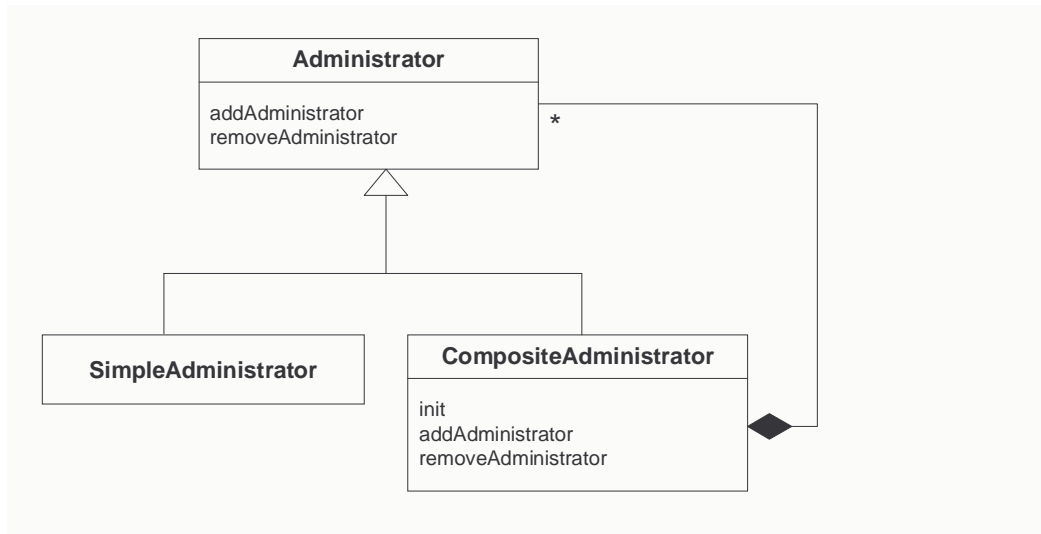 Administrator
addAdministrator
removeAdministrator
*
SimpleAdministrator
CompositeAdministrator
init
addAdministrator
removeAdministrator